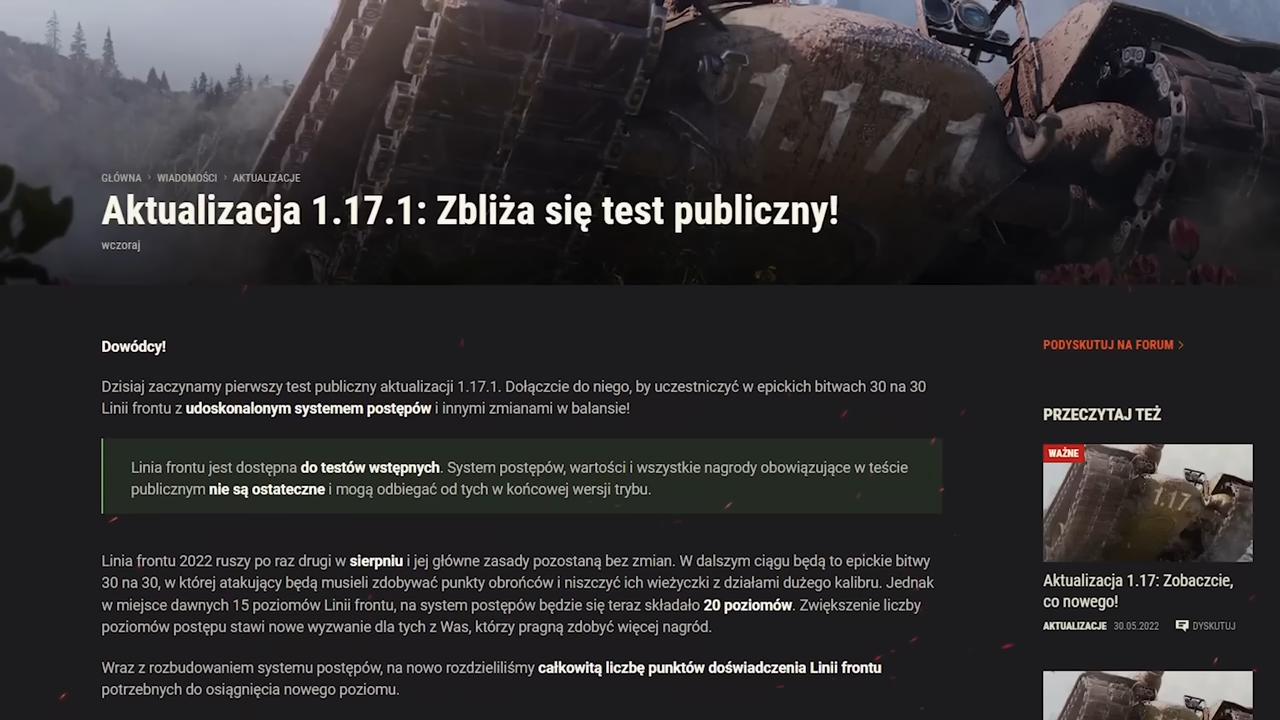 1.17.1
GŁÓWNA › WIADOMOŚCI › AKTUALIZACJE
Aktualizacja 1.17.1: Zbliża się test publiczny!
wczoraj
Dowódcy!
Dzisiaj zaczynamy pierwszy test publiczny aktualizacji 1.17.1. Dołączcie do niego, by uczestniczyć w epickich bitwach 30 na 30
Linii frontu z udoskonalonym systemem postępów i innymi zmianami w balansie!
Linia frontu jest dostępna do testów wstępnych. System postępów, wartości i wszystkie nagrody obowiązujące w teście
publicznym nie są ostateczne i mogą odbiegać od tych w końcowej wersji trybu.
Linia frontu 2022 ruszy po raz drugi w sierpniu i jej główne zasady pozostaną bez zmian. W dalszym ciągu będą to epickie bitwy
30 na 30, w której atakujący będą musieli zdobywać punkty obrońców i niszczyć ich wieżyczki z działami dużego kalibru. Jednak
w miejsce dawnych 15 poziomów Linii frontu, na system postępów będzie się teraz składało 20 poziomów. Zwiększenie liczby
poziomów postępu stawi nowe wyzwanie dla tych z Was, którzy pragną zdobyć więcej nagród.
Wraz z rozbudowaniem systemu postępów, na nowo rozdzieliliśmy całkowitą liczbę punktów doświadczenia Linii frontu
potrzebnych do osiągnięcia nowego poziomu.
PODYSKUTUJ NA FORUM ›
PRZECZYTAJ TEŻ
WAŻNE
1.17
Aktualizacja 1.17: Zobaczcie,
co nowego!
AKTUALIZACJE 30.05.2022 DYSKUTUJ